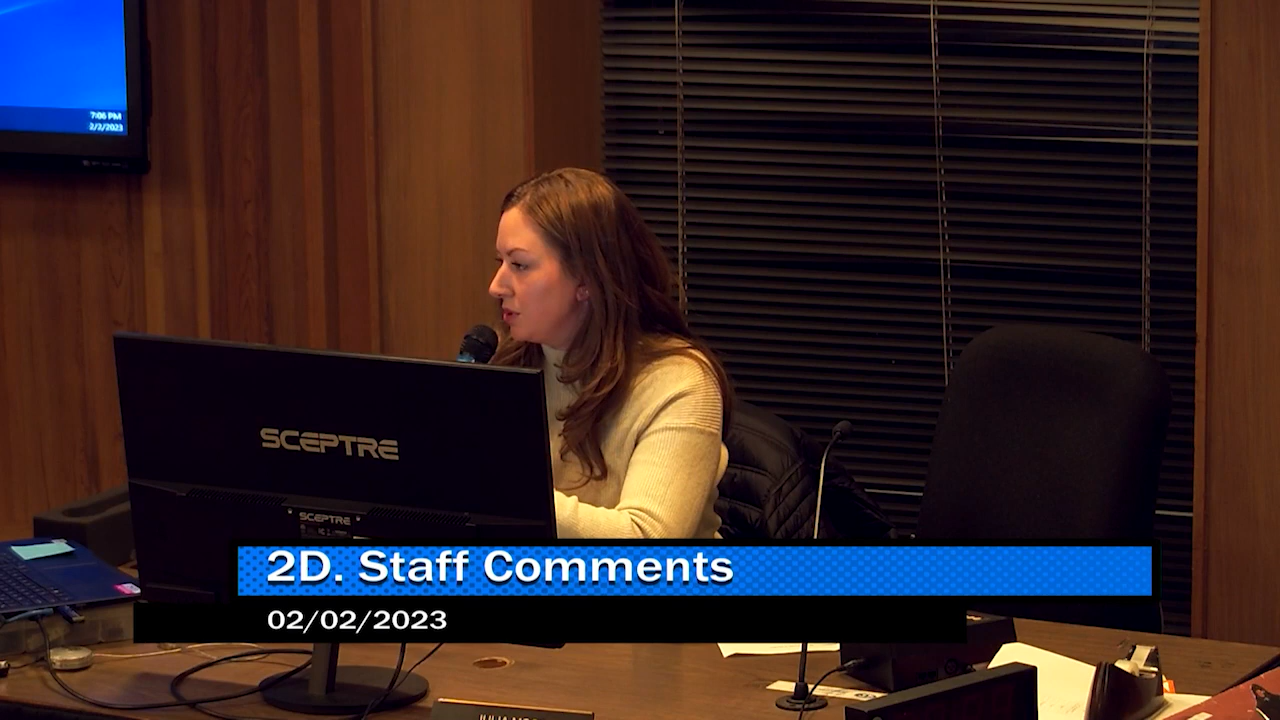 7:06 PM
2/2/2023
SCEPTRE
SCEPTRE
2D. Staff Comments
02/02/2023